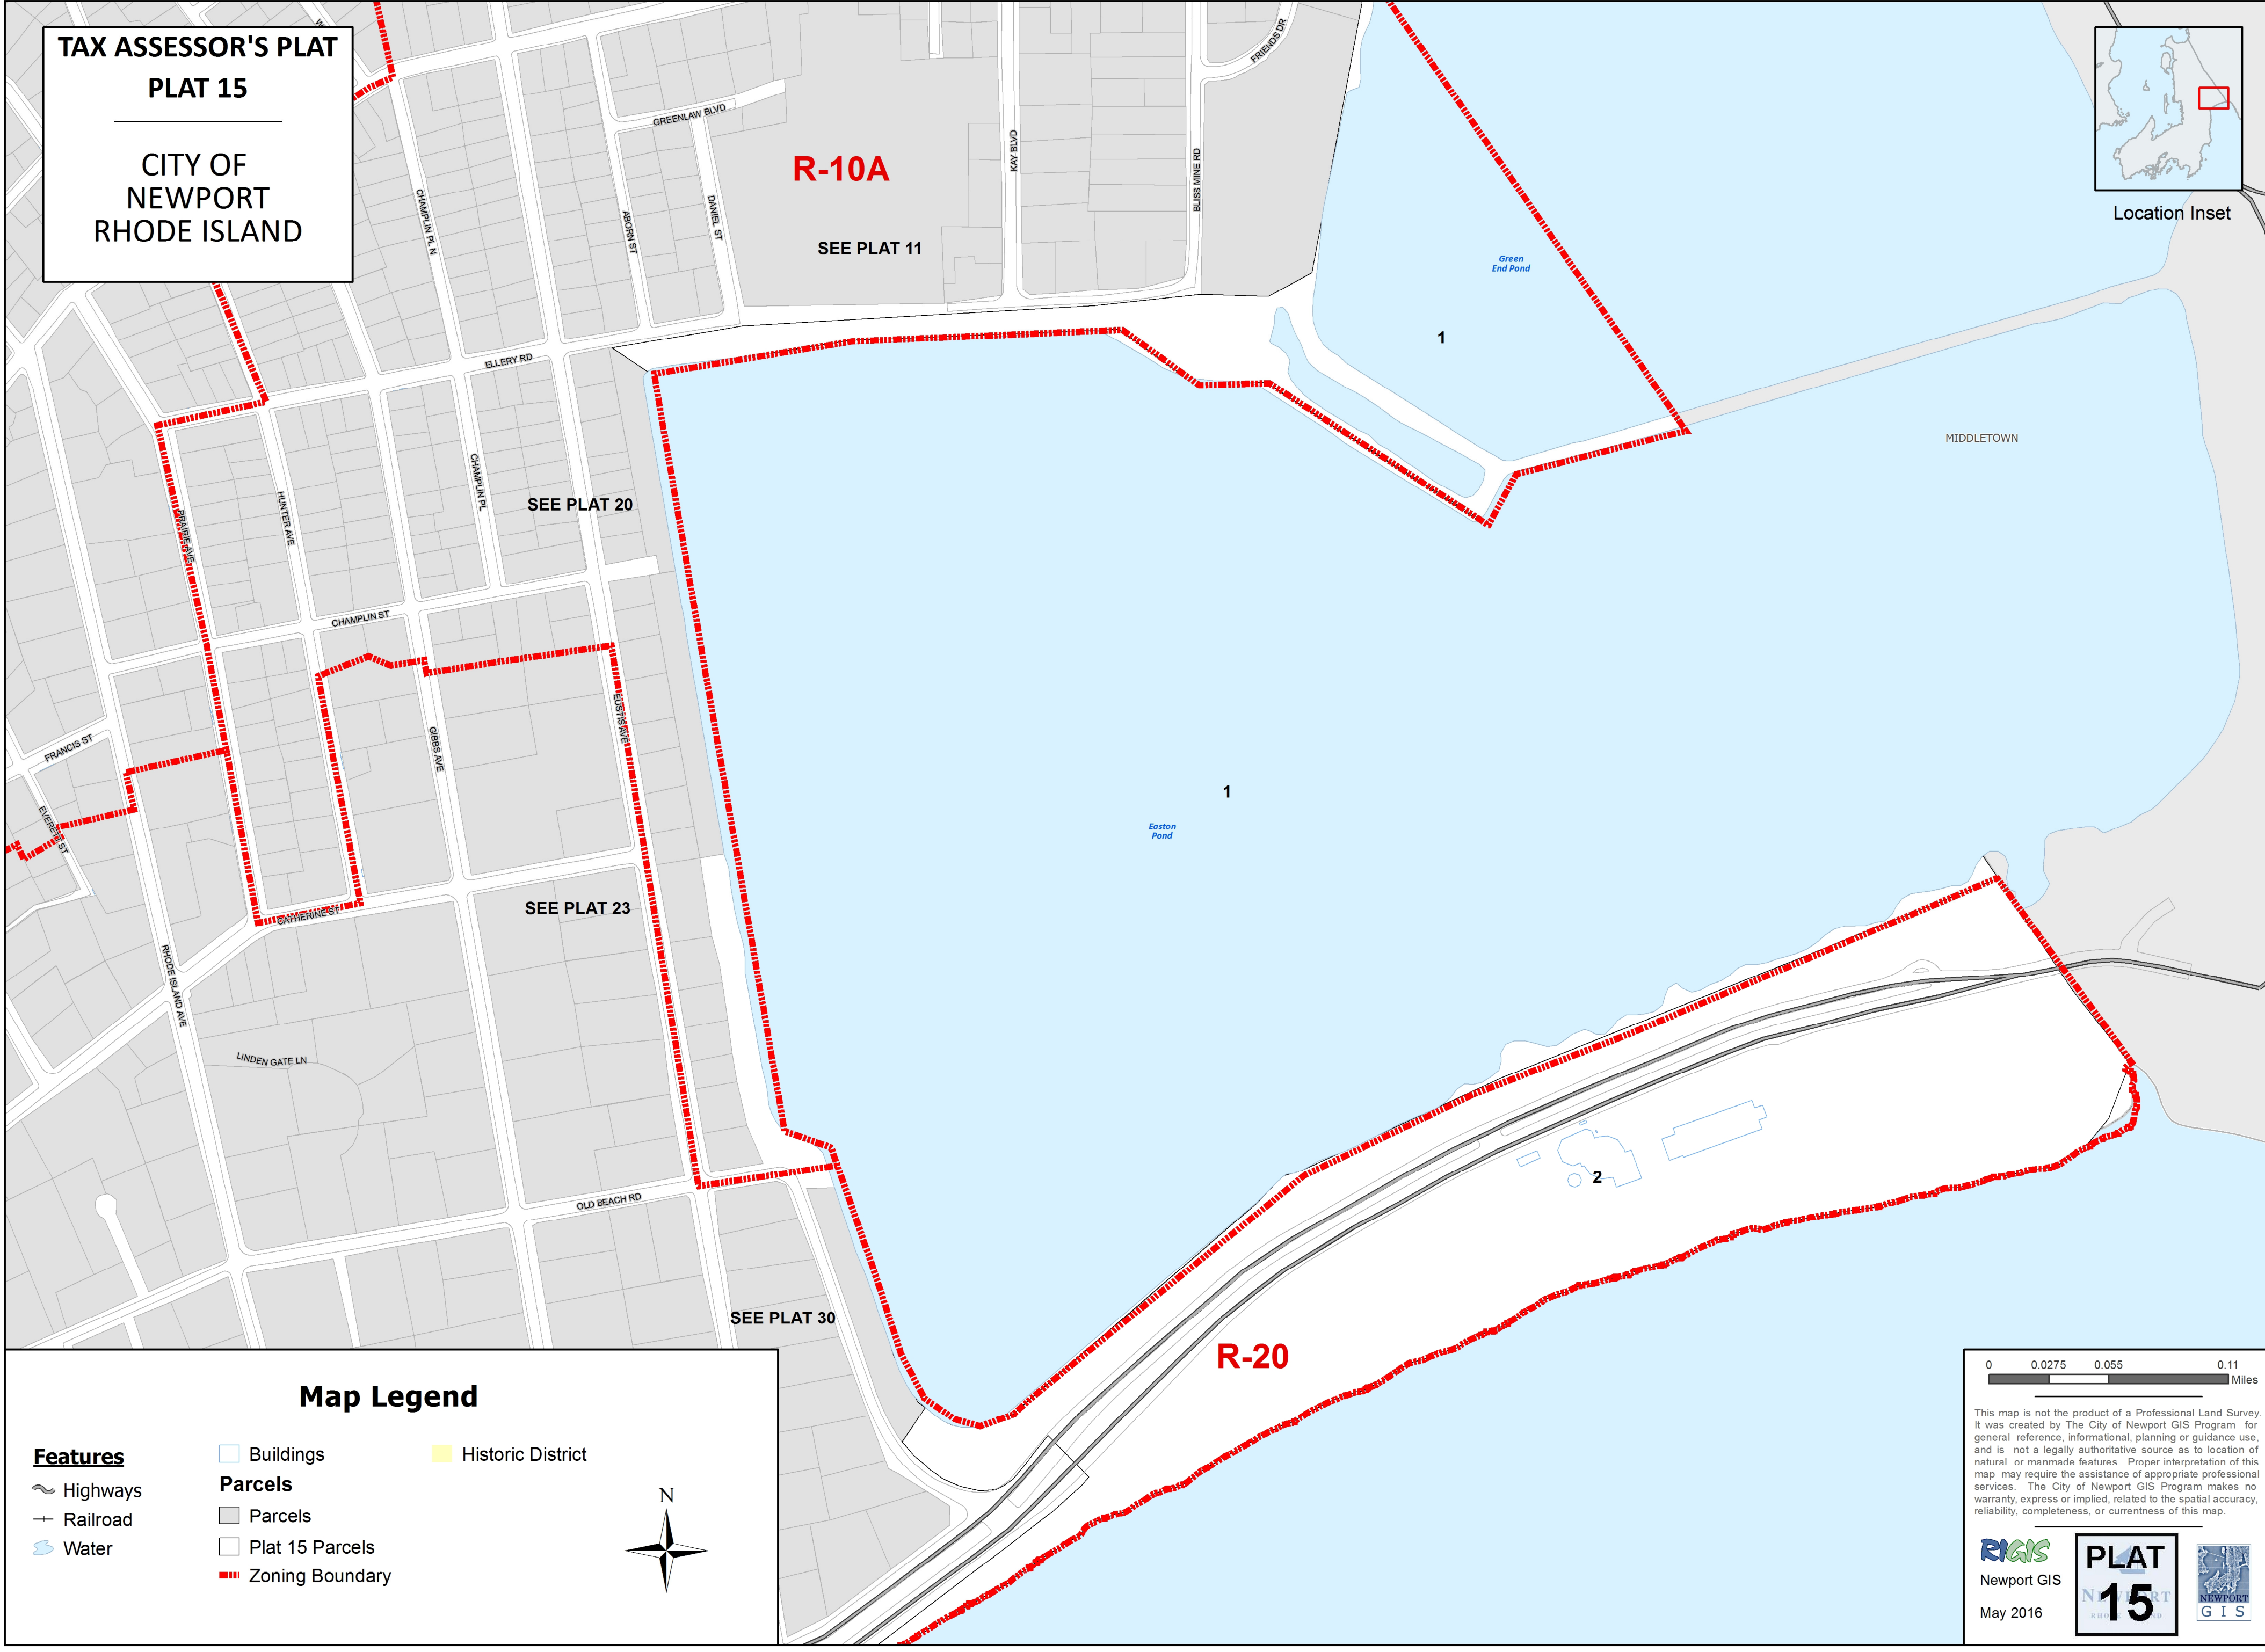 TAX ASSESSOR'S PLAT
PLAT 15
CITY OF
NEWPORT
RHODE ISLAND
FRIENDS DR
GREENLAW BLVD
KAY BLVD
R-10A
BLISS MINE RD
CHAMPLIN PL N
ABORN ST
DANIEL ST
SEE PLAT 11
Location Inset
Green
End Pond
1
ELLERY RD
MIDDLETOWN
CHAMPLIN PL
SEE PLAT 20
HUNTER AVE
PRAIRIE AVE
CHAMPLIN ST
EUSTIS AVE
GIBBS AVE
FRANCIS ST
1
Easton
Pond
EVERETT ST
CATHERINE ST
SEE PLAT 23
RHODE ISLAND AVE
LINDEN GATE LN
2
OLD BEACH RD
SEE PLAT 30
R-20
Map Legend
Features
Highways
Railroad
Water
Buildings
Parcels
Parcels
Plat 15 Parcels
Zoning Boundary
Historic District
N
0 0.0275 0.055 0.11
Miles
This map is not the product of a Professional Land Survey.
It was created by The City of Newport GIS Program for
general reference, informational, planning or guidance use,
and is not a legally authoritative source as to location of
natural or manmade features. Proper interpretation of this
map may require the assistance of appropriate professional
services. The City of Newport GIS Program makes no
warranty, express or implied, related to the spatial accuracy,
reliability, completeness, or currentness of this map.
RIGIS
Newport GIS
May 2016
PLAT
15
NEWPORT
GIS